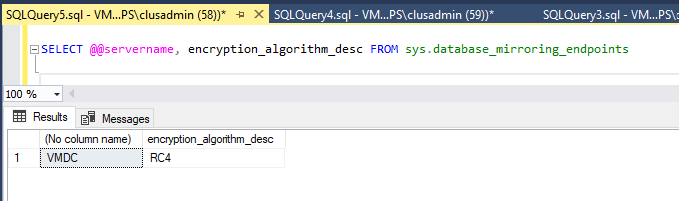 SQLQuery5.sql - VM...PS\clusadmin (58))* SQLQuery4.sql - VM...PS\clusadmin (59))* SQLQuery3.sql - VM...PS\clus
SELECT @@servername, encryption_algorithm_desc FROM sys.database_mirroring_endpoints
100 %
Results Messages
(No column name) encryption_algorithm_desc
1 VMDC RC4